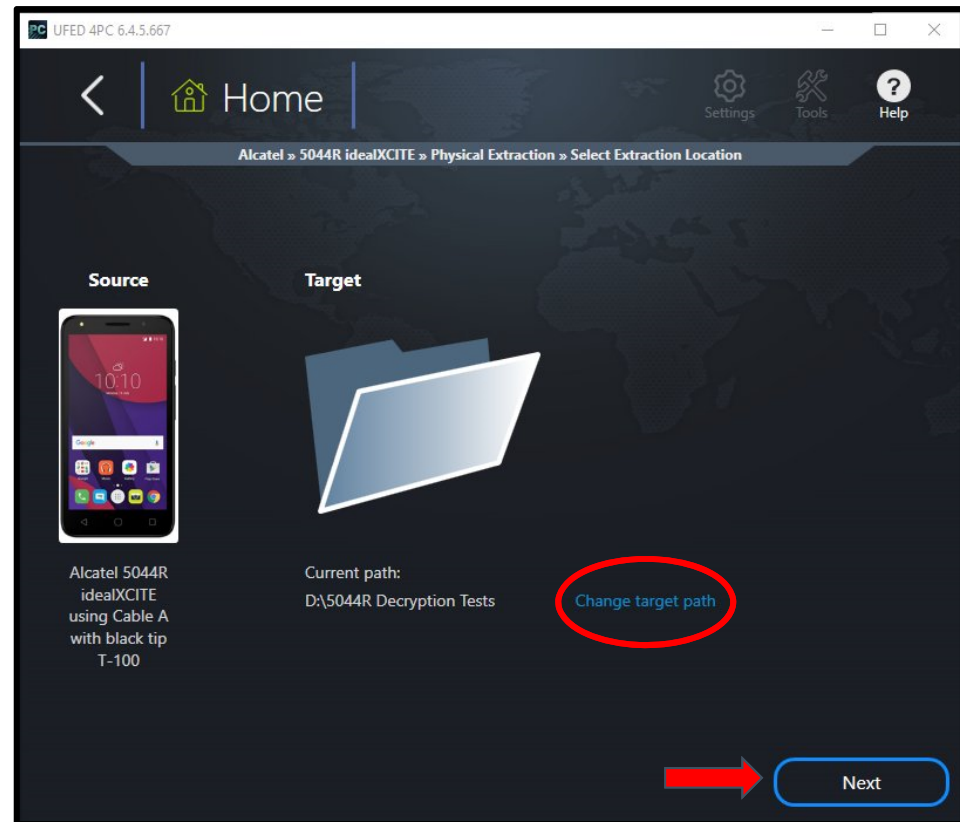 UFED 4PC 6.4.5.667
Home
Settings
Tools
Help
Alcatel » 5044R idealXCITE » Physical Extraction » Select Extraction Location
Source
Target
10:10
Google
Alcatel 5044R
idealXCITE
using Cable A
with black tip
T-100
Current path:
D:\5044R Decryption Tests
Change target path
Next